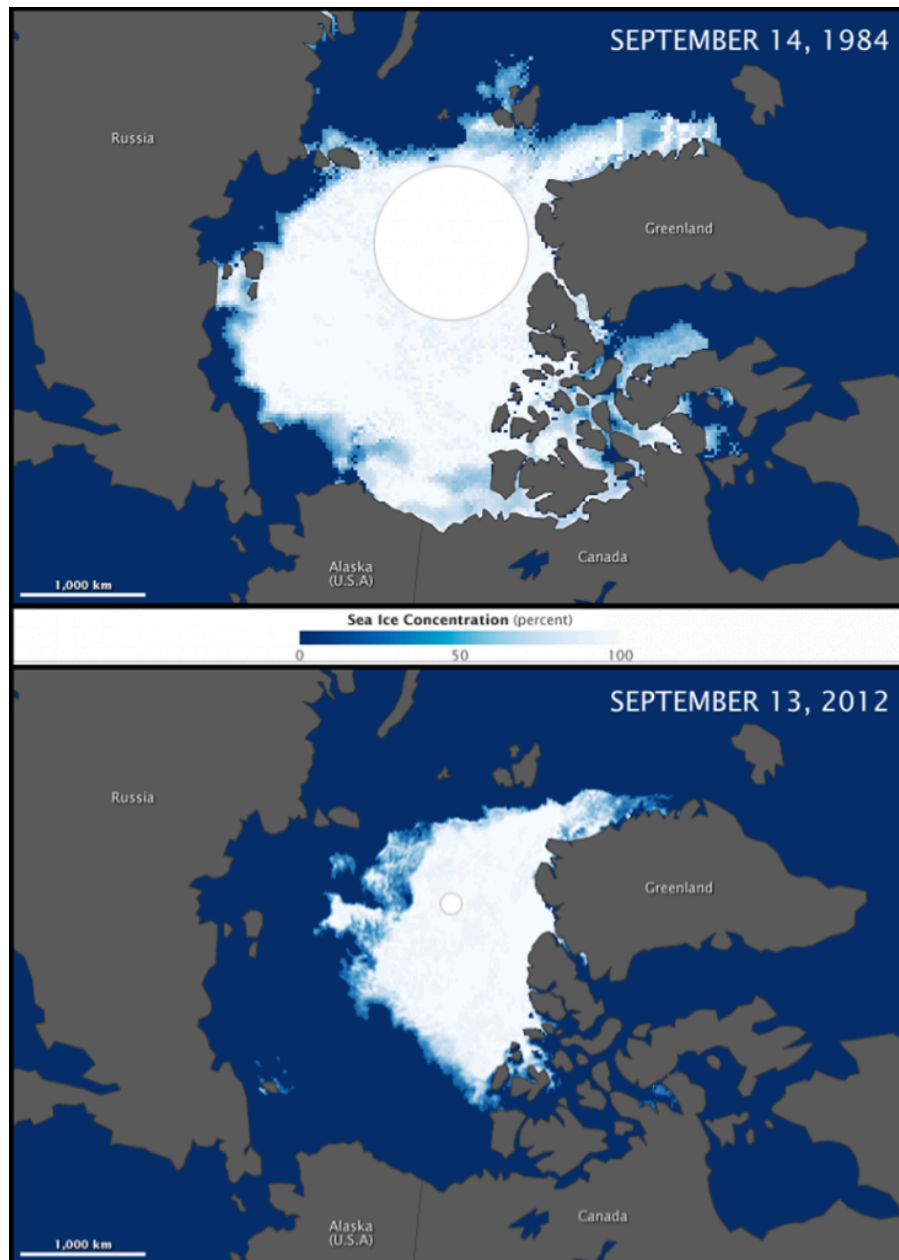 SEPTEMBER 14, 1984
Russia
Greenland
Alaska
(U.S.A)
Canada
1,000 km
Sea Ice Concentration (percent)
0 50 100
SEPTEMBER 13, 2012
Russia
Greenland
Alaska
(U.S.A)
Canada
1,000 km